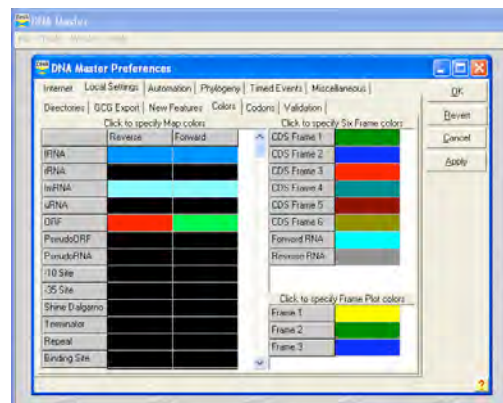 DNA Master
DNA Master Preferences
Internet Local Settings Automation Phylogeny Timed Events Miscellaneous
Directories GCG Export New Features Colors Codons Validation
OK
Revert
Cancel
Apply
Click to specify Map colors
Reverse Forward
tRNA
rRNA
tmRNA
uRNA
ORF
PseudoORF
PseudoRNA
-10 Site
-35 Site
Shine Dalgarno
Terminator
Repeat
Binding Site
Click to specify Six Frame colors
CDS Frame 1
CDS Frame 2
CDS Frame 3
CDS Frame 4
CDS Frame 5
CDS Frame 6
Forward RNA
Reverse RNA
Click to specify Frame Plot colors
Frame 1
Frame 2
Frame 3
?